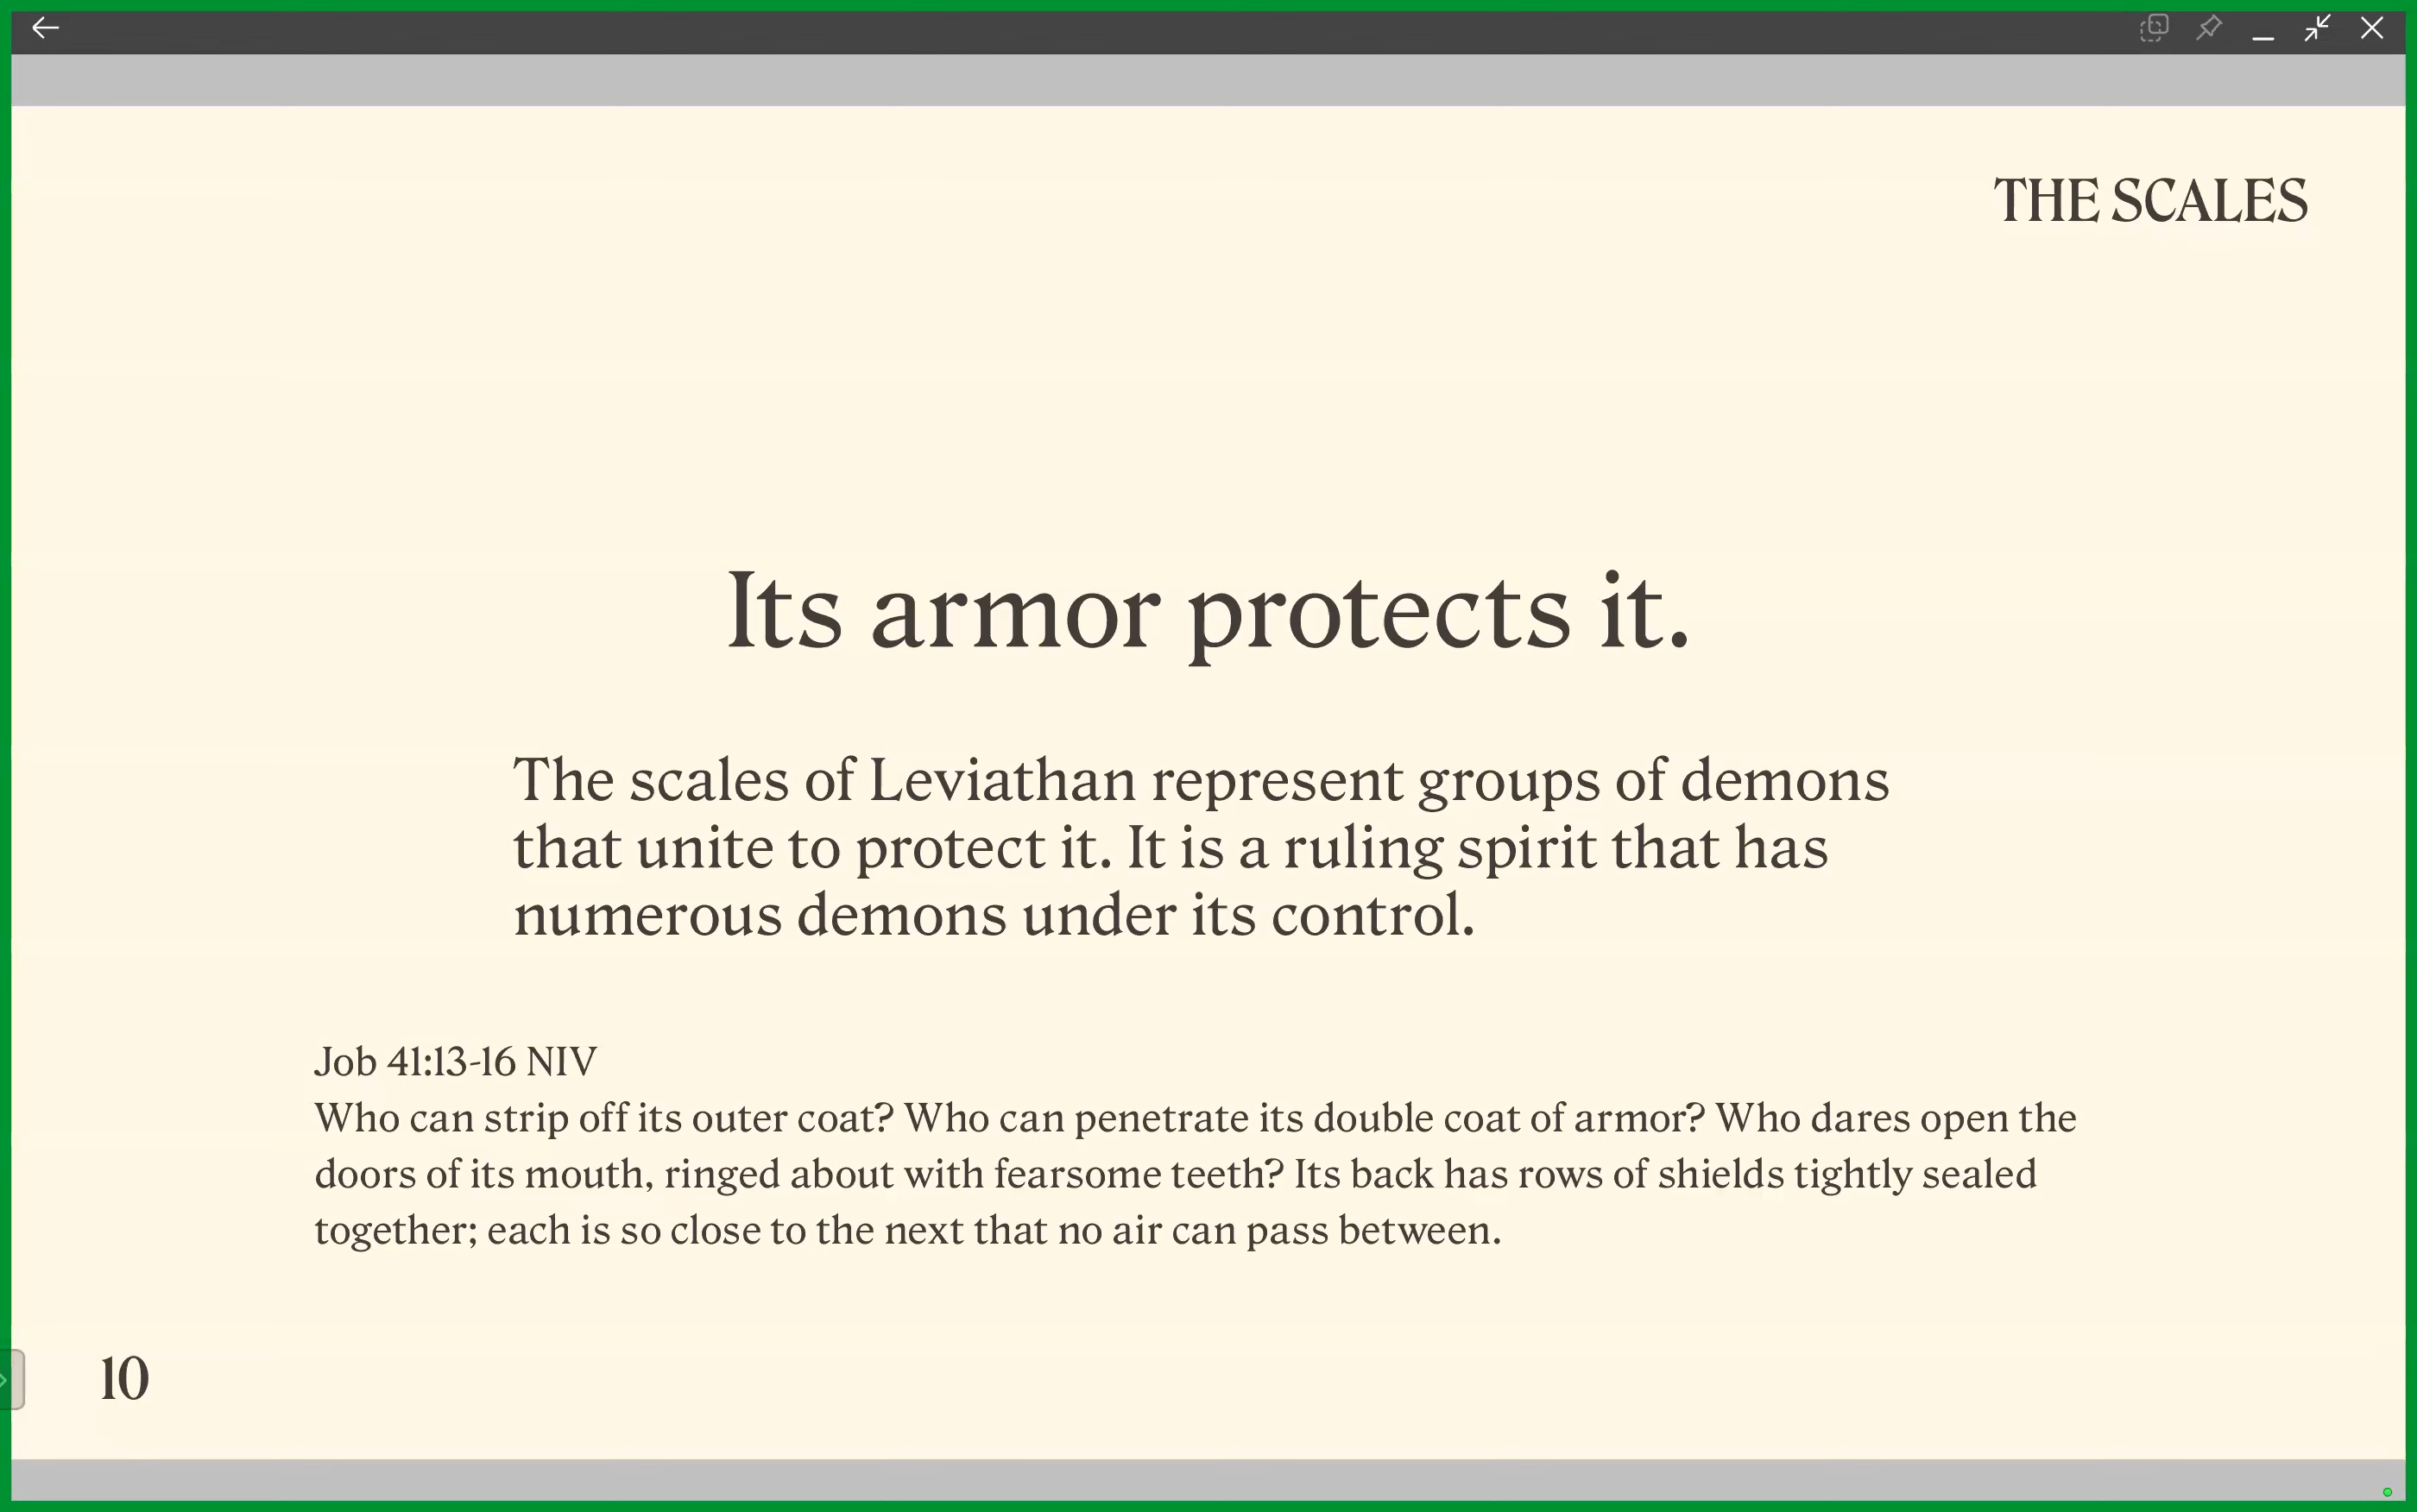 THE SCALES
Its armor protects it.
The scales of Leviathan represent groups of demons
that unite to protect it. It is a ruling spirit that has
numerous demons under its control.
Job 41:13-16 NIV
Who can strip off its outer coat? Who can penetrate its double coat of armor? Who dares open the
doors of its mouth, ringed about with fearsome teeth? Its back has rows of shields tightly sealed
together; each is so close to the next that no air can pass between.
10